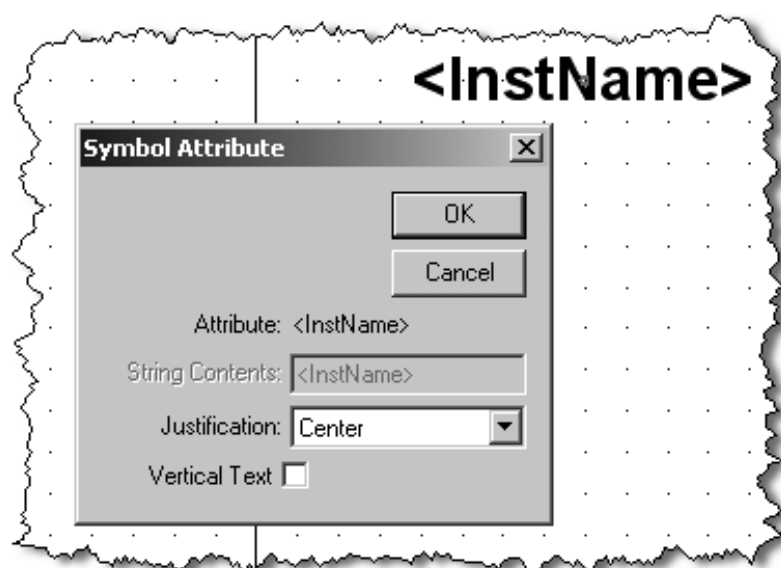 <InstName>
Symbol Attribute
OK
Cancel
Attribute: <InstName>
String Contents: <InstName>
Justification: Center
Vertical Text